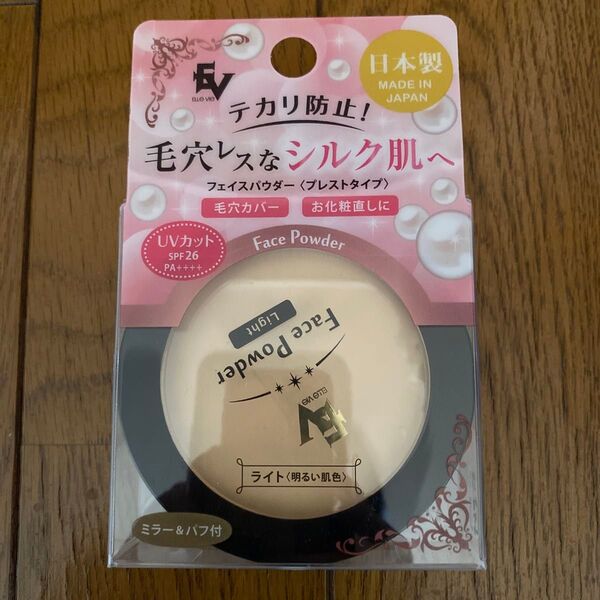 EV
ELLE VIE
日本製
MADE IN
JAPAN
テカリ防止!
毛穴レスなシルク肌へ
フェイスパウダー〈プレストタイプ〉
毛穴カバー
お化粧直しに
UVカット
SPF26
PA++++
Face Powder
Light
Face Powder
ELLE VIE
EV
ライト〈明るい肌色〉
ミラー&パフ付